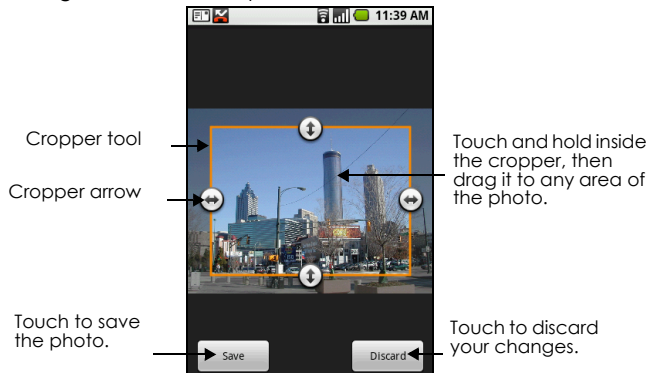 11:39 AM
Cropper tool
Cropper arrow
Touch and hold inside
the cropper, then
drag it to any area of
the photo.
Touch to save
the photo.
Save
Discard
Touch to discard
your changes.